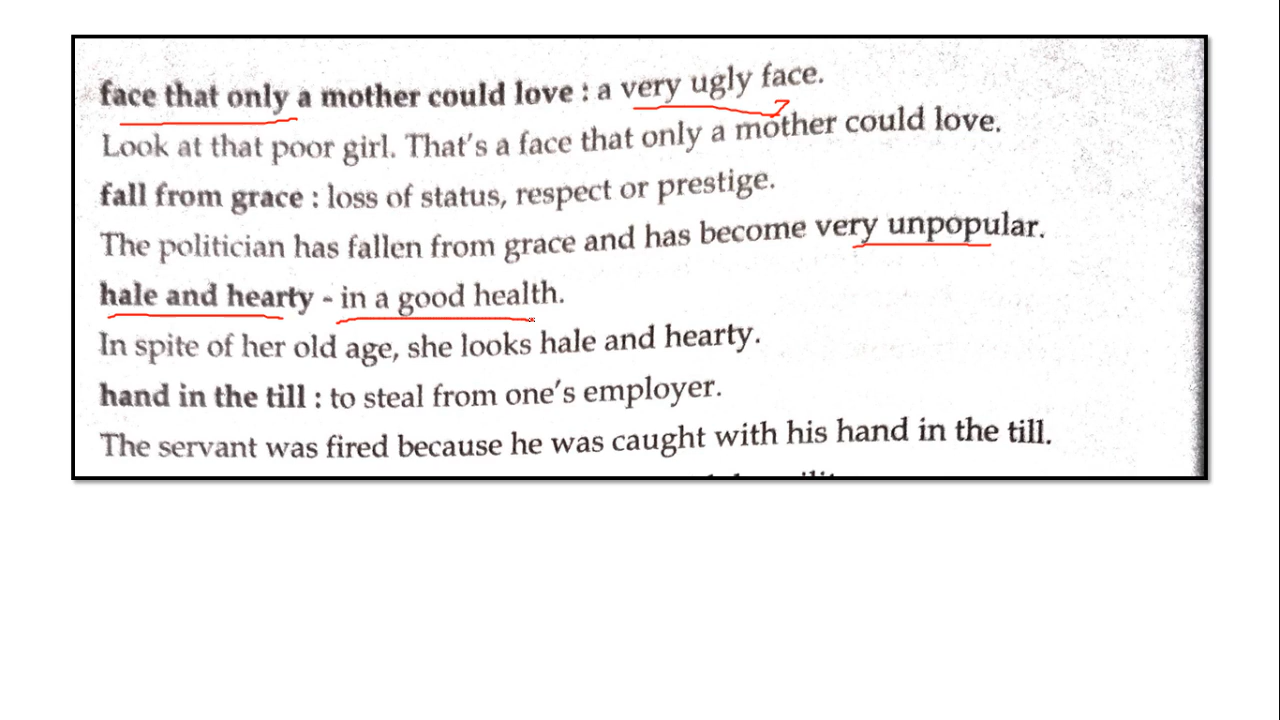 face that only a mother could love : a very ugly face.
Look at that poor girl. That's a face that only a mother could love.
fall from grace : loss of status, respect or prestige.
The politician has fallen from grace and has become very unpopular.
hale and hearty - in a good health.
In spite of her old age, she looks hale and hearty.
hand in the till : to steal from one's employer.
The servant was fired because he was caught with his hand in the till.